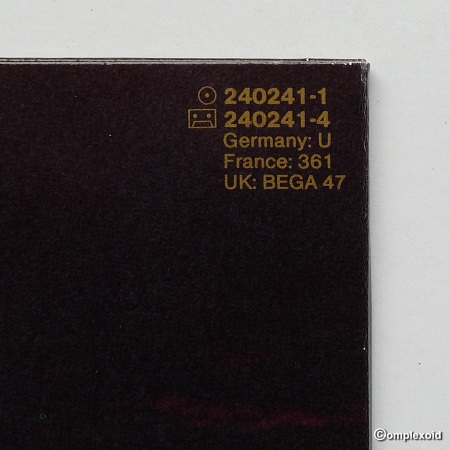 240241-1
240241-4
Germany: U
France: 361
UK: BEGA 47
©omplexoid